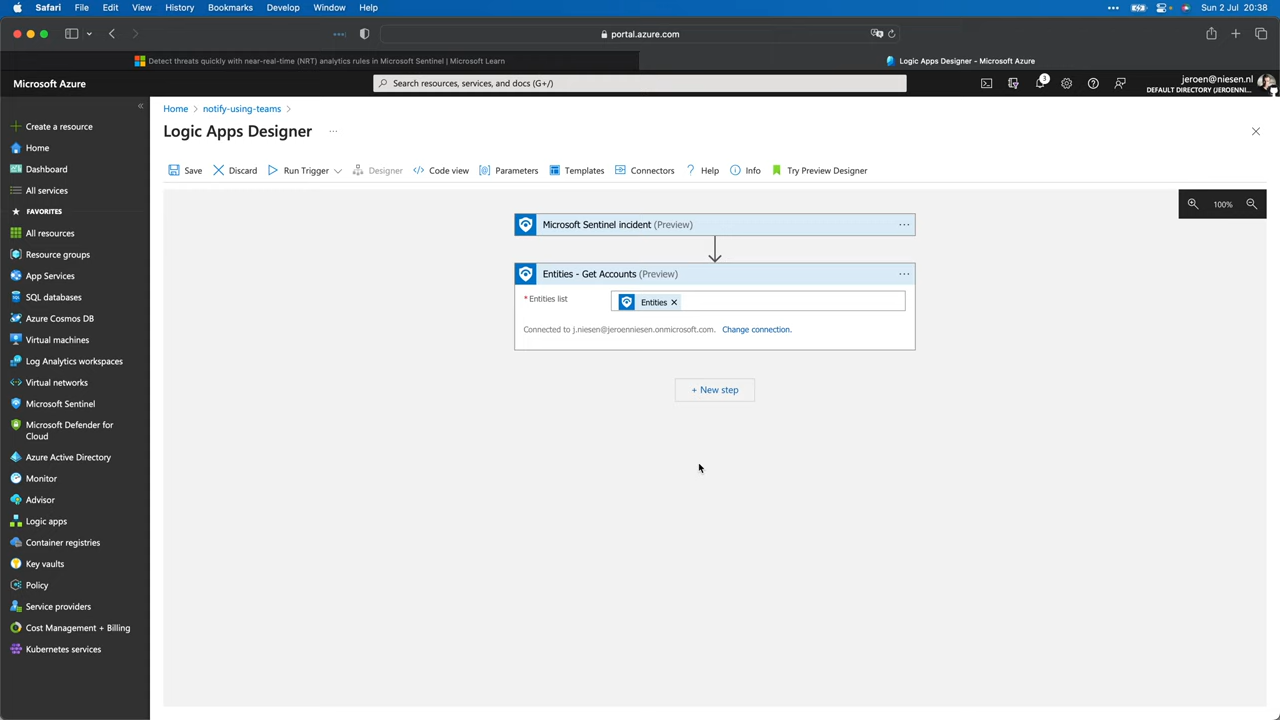 Safari File Edit View History Bookmarks Develop Window Help Sun 2 Jul 20:38
portal.azure.com
Detect threats quickly with near-real-time (NRT) analytics rules in Microsoft Sentinel | Microsoft Learn
Logic Apps Designer - Microsoft Azure
Microsoft Azure
Search resources, services, and docs (G+/)
3
jeroen@niesen.nl
DEFAULT DIRECTORY (JEROENNI...
Home > notify-using-teams >
Logic Apps Designer ...
Save Discard Run Trigger Designer Code view Parameters Templates Connectors Help Info Try Preview Designer
Create a resource
Home
Dashboard
All services
FAVORITES
All resources
Resource groups
App Services
SQL databases
Azure Cosmos DB
Virtual machines
Log Analytics workspaces
Virtual networks
Microsoft Sentinel
Microsoft Defender for
Cloud
Azure Active Directory
Monitor
Advisor
Logic apps
Container registries
Key vaults
Policy
Service providers
Cost Management + Billing
Kubernetes services
100%
Microsoft Sentinel incident (Preview)
Entities - Get Accounts (Preview)
* Entities list
Entities
Connected to j.niesen@jeroenniesen.onmicrosoft.com. Change connection.
+ New step